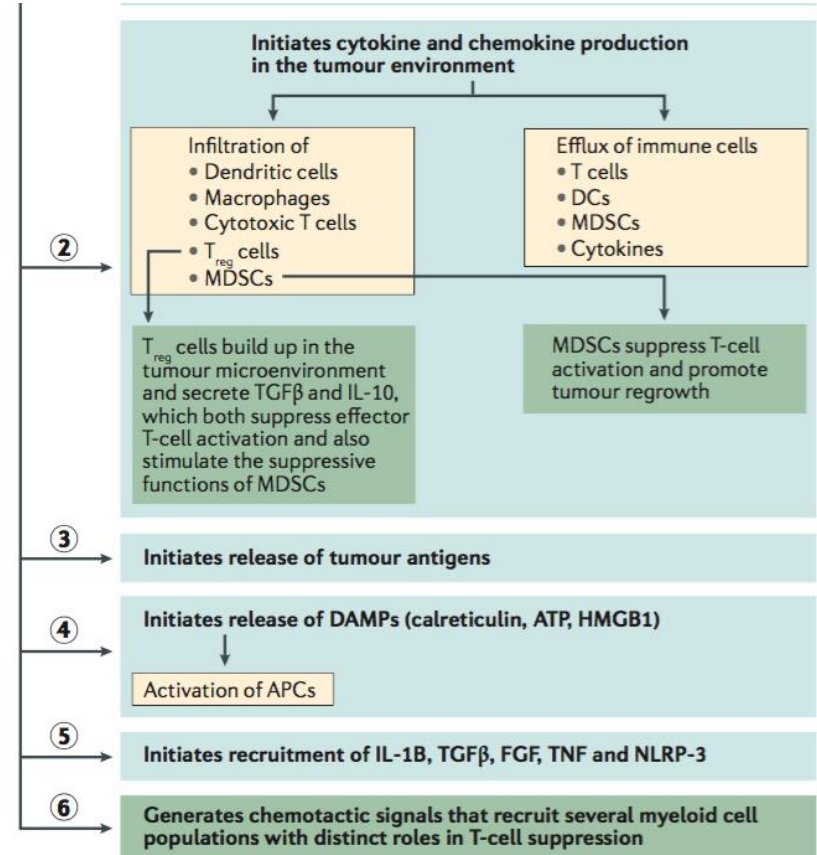 Initiates cytokine and chemokine production
in the tumour environment
Infiltration of
• Dendritic cells
• Macrophages
• Cytotoxic T cells
• Treg cells
• MDSCs
Efflux of immune cells
• T cells
• DCs
• MDSCs
• Cytokines
②
Treg cells build up in the
tumour microenvironment
and secrete TGFβ and IL-10,
which both suppress effector
T-cell activation and also
stimulate the suppressive
functions of MDSCs
MDSCs suppress T-cell
activation and promote
tumour regrowth
③
Initiates release of tumour antigens
④
Initiates release of DAMPs (calreticulin, ATP, HMGB1)
Activation of APCs
⑤
Initiates recruitment of IL-1B, TGFβ, FGF, TNF and NLRP-3
⑥
Generates chemotactic signals that recruit several myeloid cell
populations with distinct roles in T-cell suppression